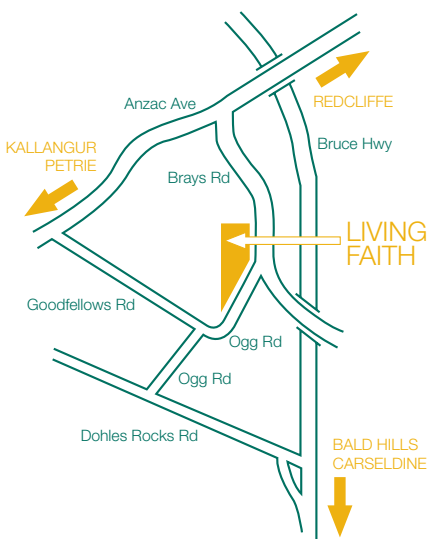 Anzac Ave
REDCLIFFE
KALLANGUR
PETRIE
Bruce Hwy
Brays Rd
LIVING
FAITH
Goodfellows Rd
Ogg Rd
Ogg Rd
Dohles Rocks Rd
BALD HILLS
CARSELDINE